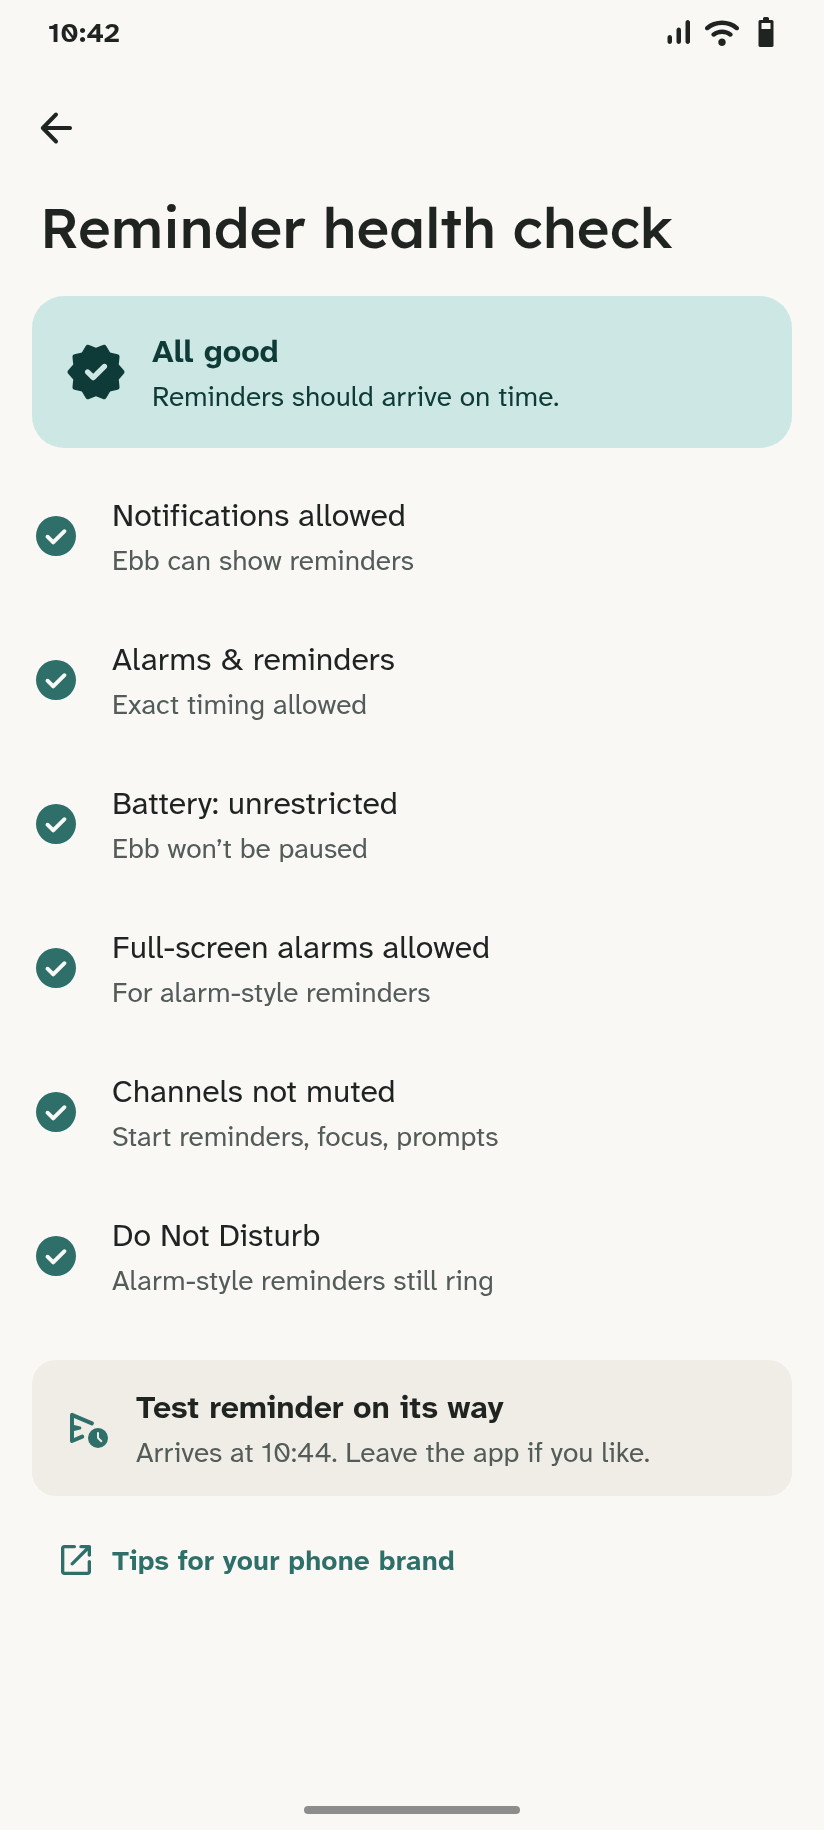 10:42
Reminder health check
All good
Reminders should arrive on time.
Notifications allowed
Ebb can show reminders
Alarms & reminders
Exact timing allowed
Battery: unrestricted
Ebb won’t be paused
Full-screen alarms allowed
For alarm-style reminders
Channels not muted
Start reminders, focus, prompts
Do Not Disturb
Alarm-style reminders still ring
Test reminder on its way
Arrives at 10:44. Leave the app if you like.
Tips for your phone brand